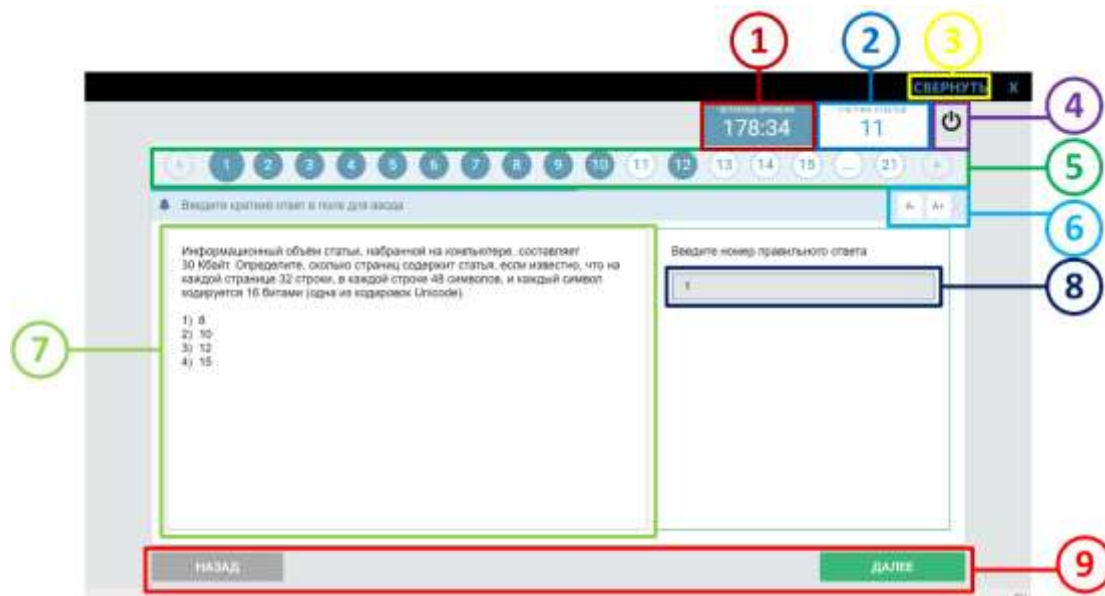 1
2
3
СВЕРНУТЬ X
4
178:34
11
1 2 3 4 5 6 7 8 9 10 11 12 13 14 15 ... 21
5
Введите краткий ответ в поле для ввода
A- A+
6
Информационный объём статьи, набранной на компьютере, составляет
30 Кбайт. Определите, сколько страниц содержит статья, если известно, что на
каждой странице 32 строки, в каждой строке 48 символов, и каждый символ
кодируется 16 битами (одна из кодировок Unicode).
1) 8
2) 10
3) 12
4) 15
7
Введите номер правильного ответа
1
8
НАЗАД
ДАЛЕЕ
9